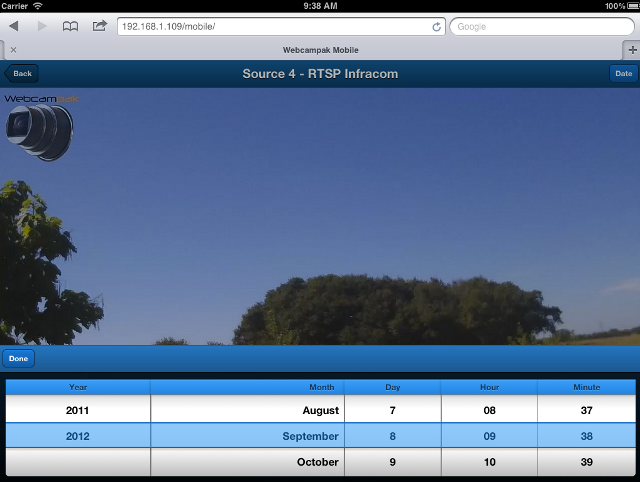 Carrier 9:38 AM 100%
192.168.1.109/mobile/ Google
Webcampak Mobile
Back Source 4 - RTSP Infracom Date
Webcampak
Done
Year Month Day Hour Minute
2011 August 7 08 37
2012 September 8 09 38
October 9 10 39